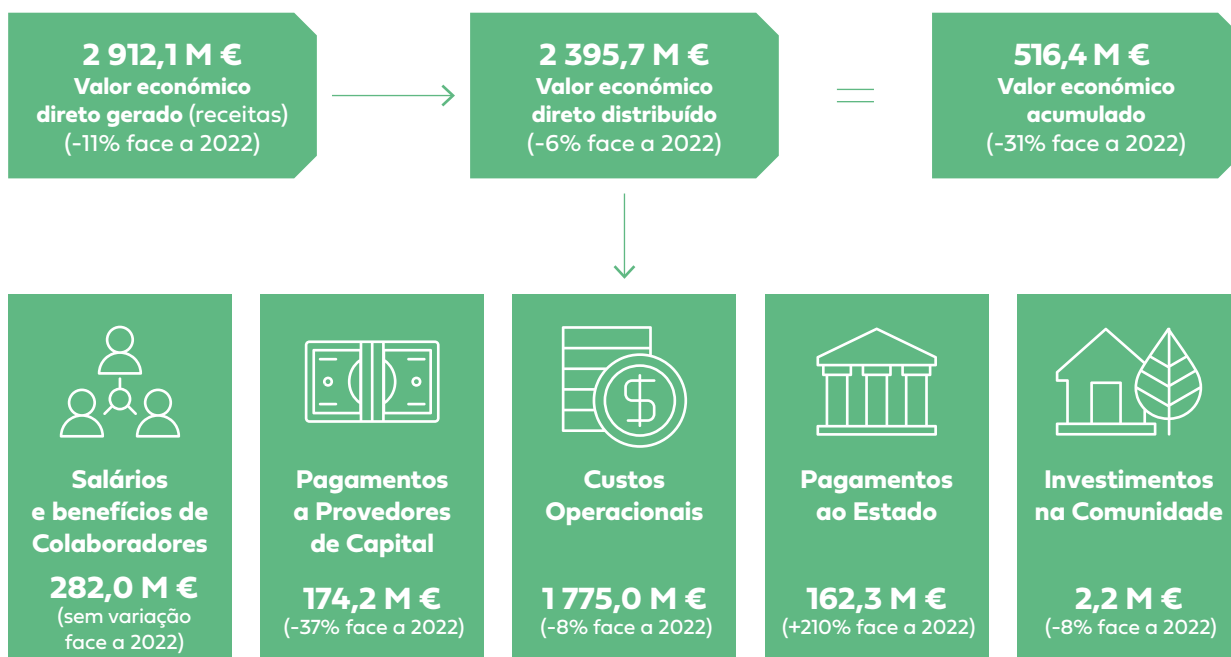 2 912,1 M €
Valor económico
direto gerado (receitas)
(-11% face a 2022)
2 395,7 M €
Valor económico
direto distribuído
(-6% face a 2022)
516,4 M €
Valor económico
acumulado
(-31% face a 2022)
Salários
e benefícios de
Colaboradores
282,0 M €
(sem variação
face a 2022)
Pagamentos
a Provedores
de Capital
174,2 M €
(-37% face a 2022)
Custos
Operacionais
1 775,0 M €
(-8% face a 2022)
Pagamentos
ao Estado
162,3 M €
(+210% face a 2022)
Investimentos
na Comunidade
2,2 M €
(-8% face a 2022)